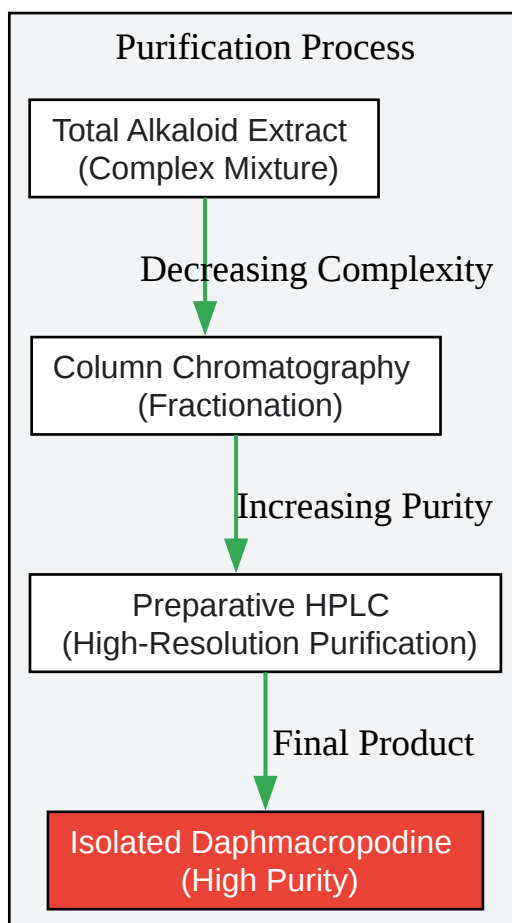 Purification Process
Total Alkaloid Extract
(Complex Mixture)
Decreasing Complexity
Column Chromatography
(Fractionation)
Increasing Purity
Preparative HPLC
(High-Resolution Purification)
Final Product
Isolated Daphmacropodine
(High Purity)